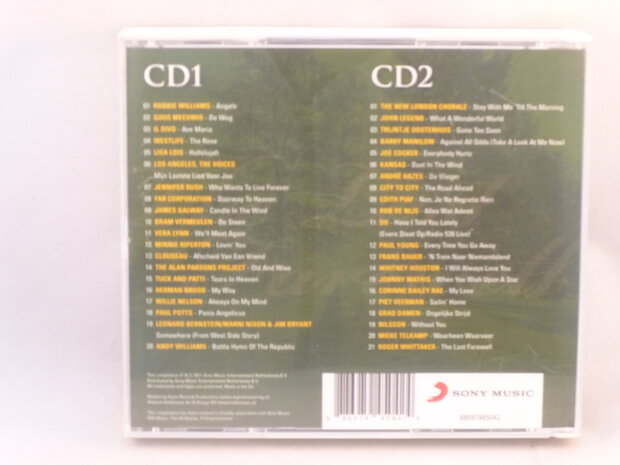 CD1
01 ROBBIE WILLIAMS - Angels
02 GUUS MEEUWIS - De Weg
03 IL DIVO - Ave Maria
04 WESTLIFE - The Rose
05 LISA LOIS - Hallelujah
06 LOS ANGELES, THE VOICES
Mijn Laatste Lied Voor Jou
07 JENNIFER RUSH - Who Wants To Live Forever
08 FAR CORPORATION - Stairway To Heaven
09 JAMES GALWAY - Candle In The Wind
10 BRAM VERMEULEN - De Steen
11 VERA LYNN - We'll Meet Again
12 MINNIE RIPERTON - Lovin' You
13 CLOUSEAU - Afscheid Van Een Vriend
14 THE ALAN PARSONS PROJECT - Old And Wise
15 TUCK AND PATTI - Tears In Heaven
16 HERMAN BROOD - My Way
17 WILLIE NELSON - Always On My Mind
18 PAUL POTTS - Panis Angelicus
19 LEONARD BERNSTEIN/MARNI NIXON & JIM BRYANT
Somewhere (From West Side Story)
20 ANDY WILLIAMS - Battle Hymn Of The Republic
CD2
01 THE NEW LONDON CHORALE - Stay With Me 'Till The Morning
02 JOHN LEGEND - What A Wonderful World
03 TRIJNTJE OOSTERHUIS - Gone Too Soon
04 BARRY MANILOW - Against All Odds (Take A Look At Me Now)
05 JOE COCKER - Everybody Hurts
06 KANSAS - Dust In The Wind
07 ANDRÉ HAZES - De Vlieger
08 CITY TO CITY - The Road Ahead
09 EDITH PIAF - Non, Je Ne Regrette Rien
10 ROB DE NIJS - Alles Wat Ademt
11 DO - Have I Told You Lately
(Evers Staat Op/Radio 538 Live)
12 PAUL YOUNG - Every Time You Go Away
13 FRANS BAUER - 'N Trein Naar Niemandsland
14 WHITNEY HOUSTON - I Will Always Love You
15 JOHNNY MATHIS - When You Wish Upon A Star
16 CORINNE BAILEY RAE - My Love
17 PIET VEERMAN - Sailin' Home
18 GRAD DAMEN - Ongelijke Strijd
19 NILSSON - Without You
20 MIEKE TELKAMP - Waarheen Waarvoor
21 ROGER WHITTAKER - The Last Farewell
SONY MUSIC
88697945042